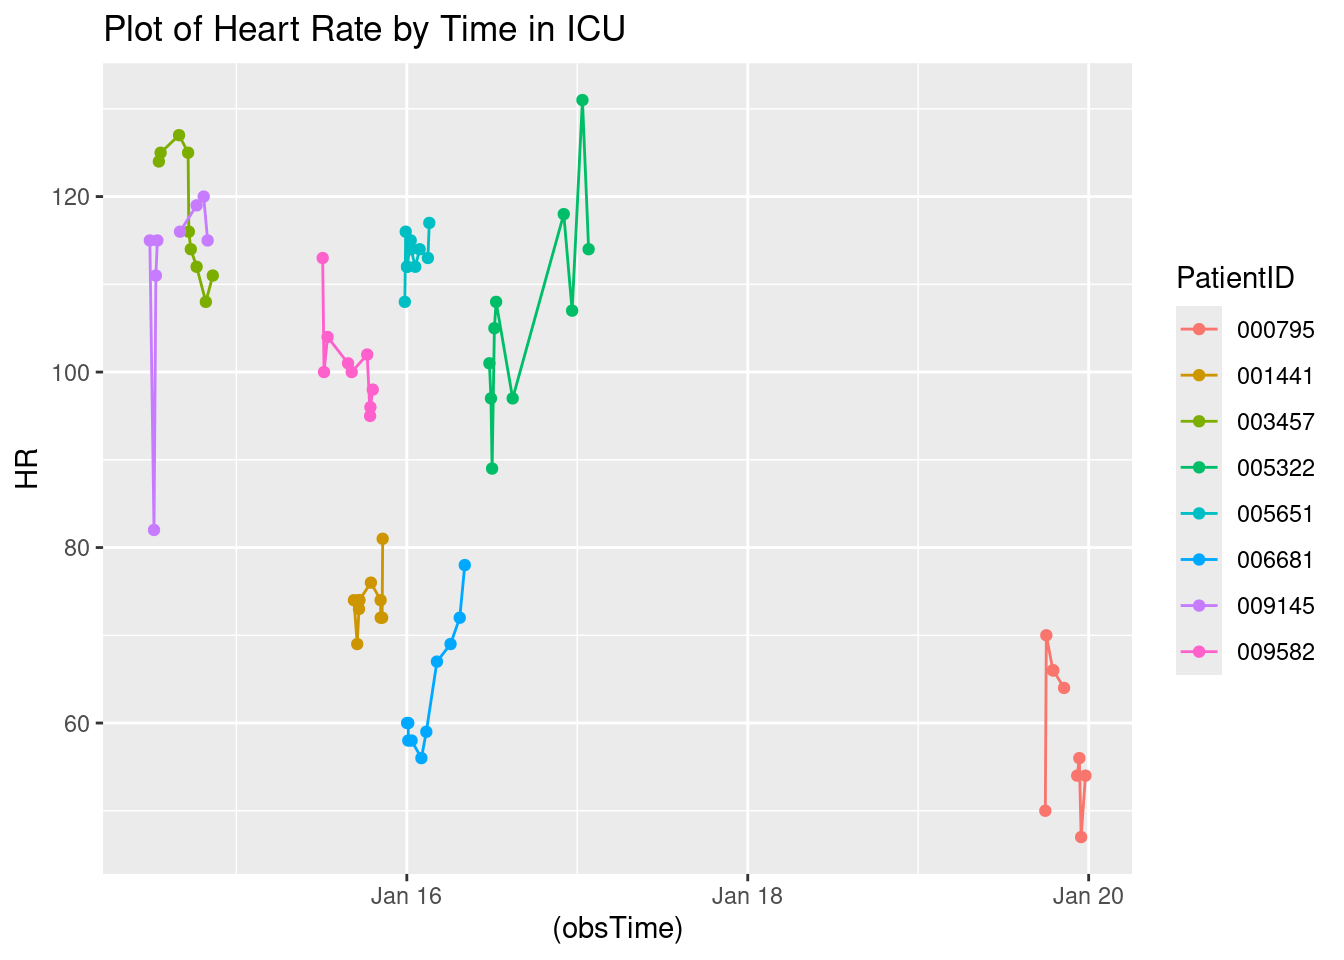 Plot of Heart Rate by Time in ICU
HR
120
100
80
60
Jan 16
Jan 18
Jan 20
(obsTime)
PatientID
000795
001441
003457
005322
005651
006681
009145
009582